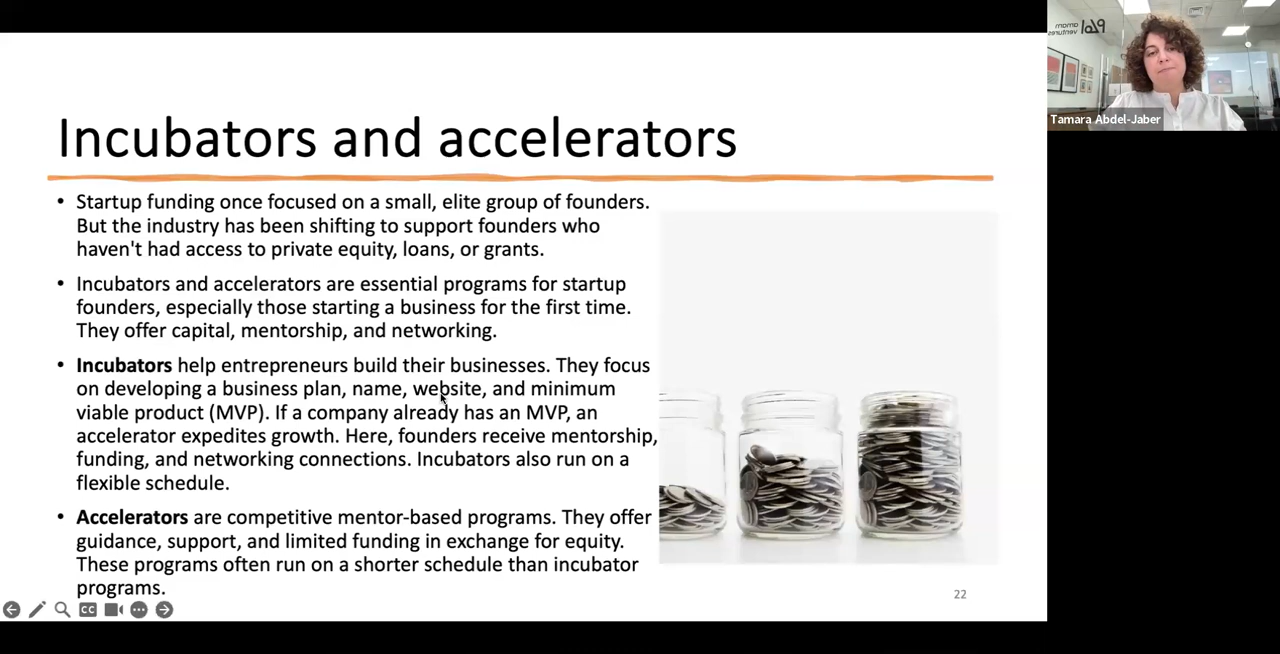 Incubators and accelerators
• Startup funding once focused on a small, elite group of founders.
But the industry has been shifting to support founders who
haven't had access to private equity, loans, or grants.
• Incubators and accelerators are essential programs for startup
founders, especially those starting a business for the first time.
They offer capital, mentorship, and networking.
• Incubators help entrepreneurs build their businesses. They focus
on developing a business plan, name, website, and minimum
viable product (MVP). If a company already has an MVP, an
accelerator expedites growth. Here, founders receive mentorship,
funding, and networking connections. Incubators also run on a
flexible schedule.
• Accelerators are competitive mentor-based programs. They offer
guidance, support, and limited funding in exchange for equity.
These programs often run on a shorter schedule than incubator
programs.
CC
22
ventures
Tamara Abdel-Jaber